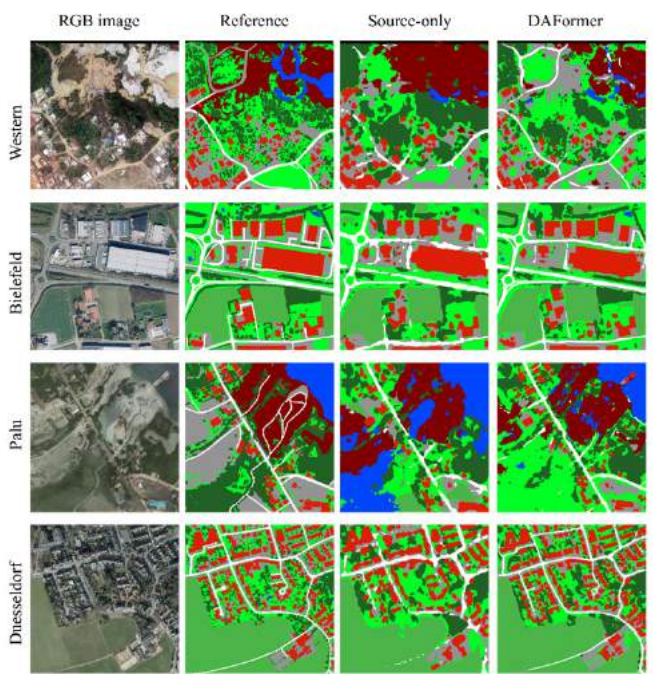 RGB image Reference Source-only DAFormer
Western
Bielefeld
Palu
Duesseldorf